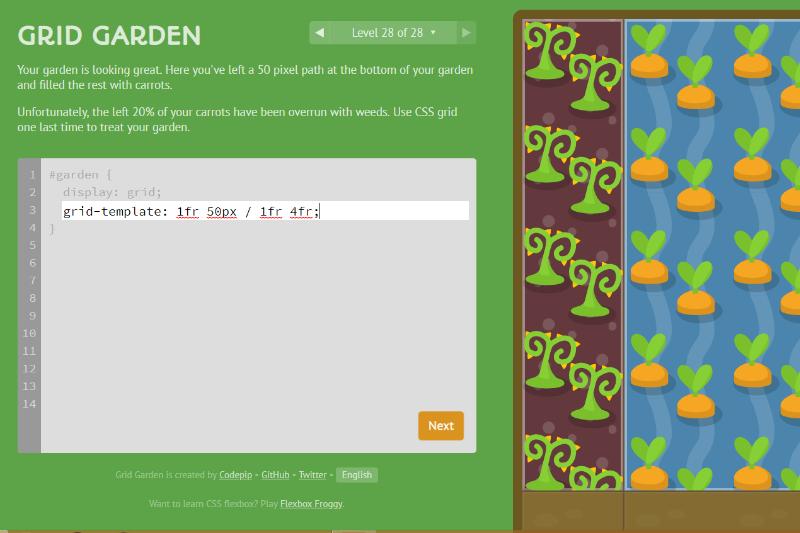 GRID GARDEN
◀ Level 28 of 28 ▼ ▶
Your garden is looking great. Here you've left a 50 pixel path at the bottom of your garden
and filled the rest with carrots.
Unfortunately, the left 20% of your carrots have been overrun with weeds. Use CSS grid
one last time to treat your garden.
1 #garden {
2 display: grid;
3 grid-template: 1fr 50px / 1fr 4fr;
4 }
5
6
7
8
9
10
11
12
13
14
Next
Grid Garden is created by Codepip • GitHub • Twitter • English
Want to learn CSS flexbox? Play Flexbox Froggy.